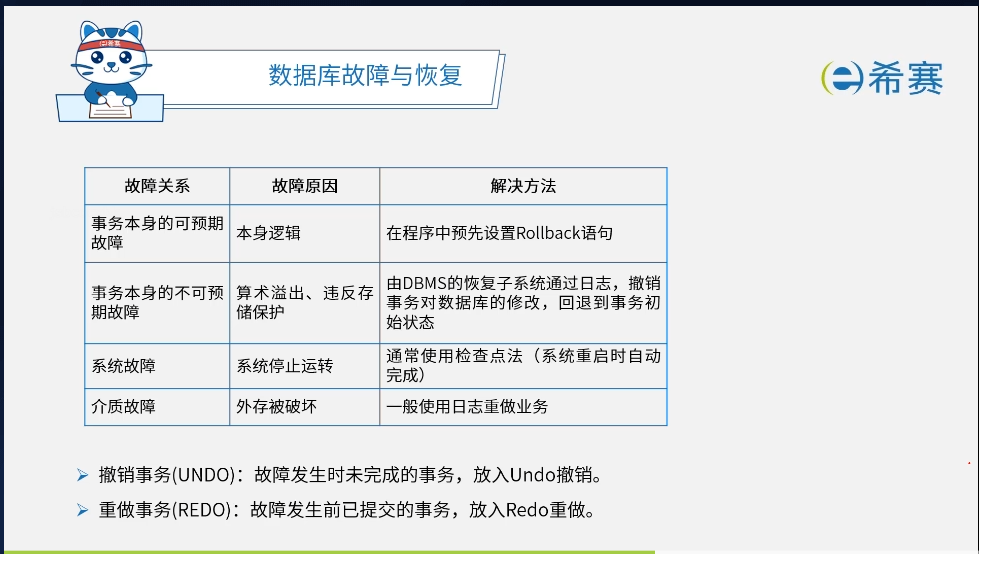 数据库故障与恢复
希赛
故障关系
故障原因
解决方法
事务本身的可预期
故障
本身逻辑
在程序中预先设置Rollback语句
事务本身的不可预
期故障
算术溢出、违反存
储保护
由DBMS的恢复子系统通过日志，撤销
事务对数据库的修改，回退到事务初
始状态
系统故障
系统停止运转
通常使用检查点法（系统重启时自动
完成）
介质故障
外存被破坏
一般使用日志重做业务
撤销事务(UNDO)：故障发生时未完成的事务，放入Undo撤销。
重做事务(REDO)：故障发生前已提交的事务，放入Redo重做。